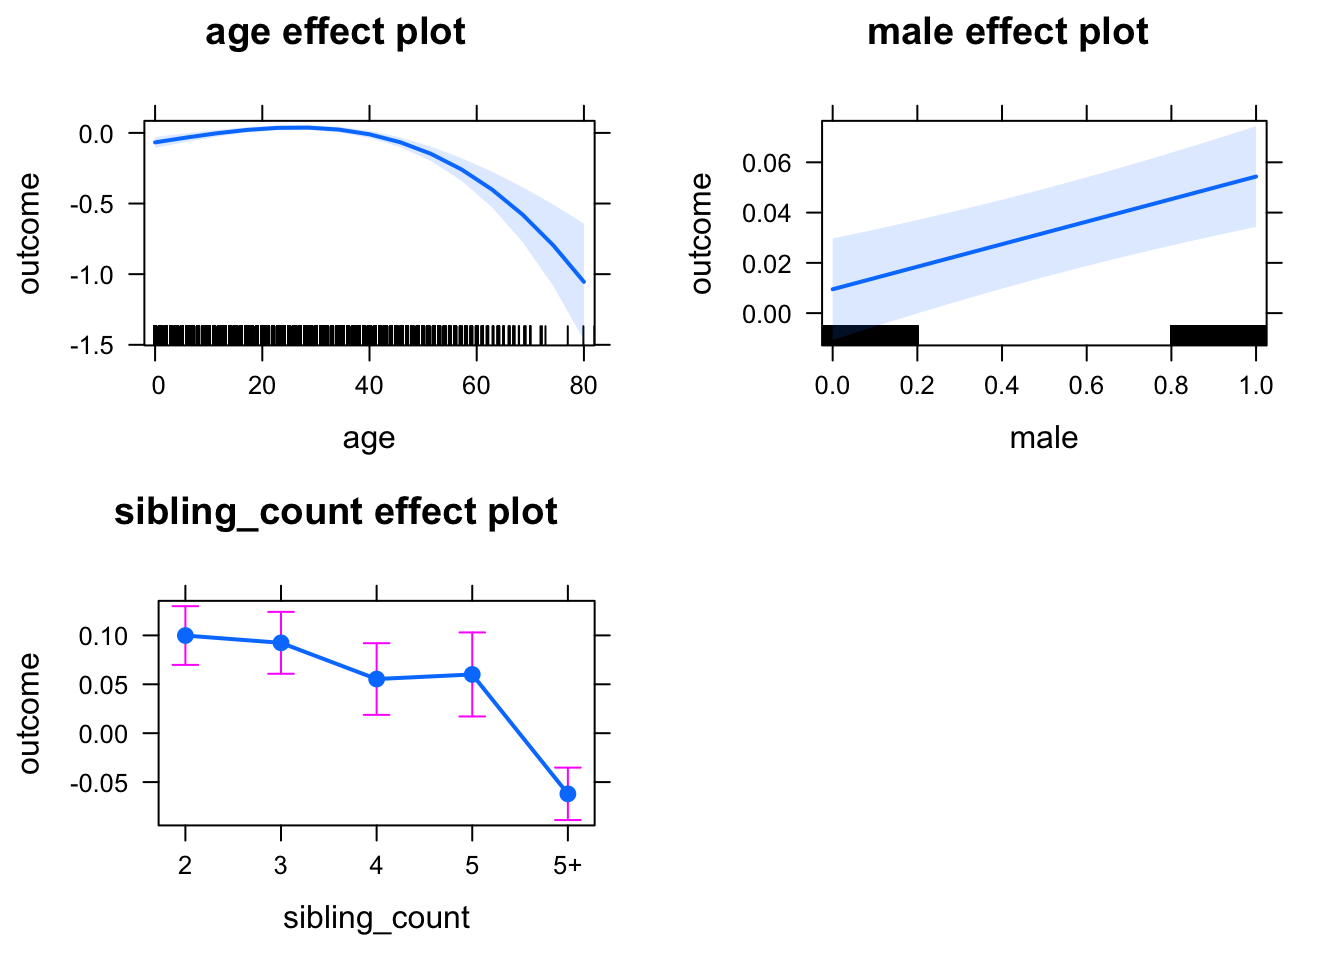 age effect plot
outcome
0.0
-0.5
-1.0
-1.5
0 20 40 60 80
age
male effect plot
outcome
0.06
0.04
0.02
0.00
0.0 0.2 0.4 0.6 0.8 1.0
male
sibling_count effect plot
outcome
0.10
0.05
0.00
-0.05
2 3 4 5 5+
sibling_count